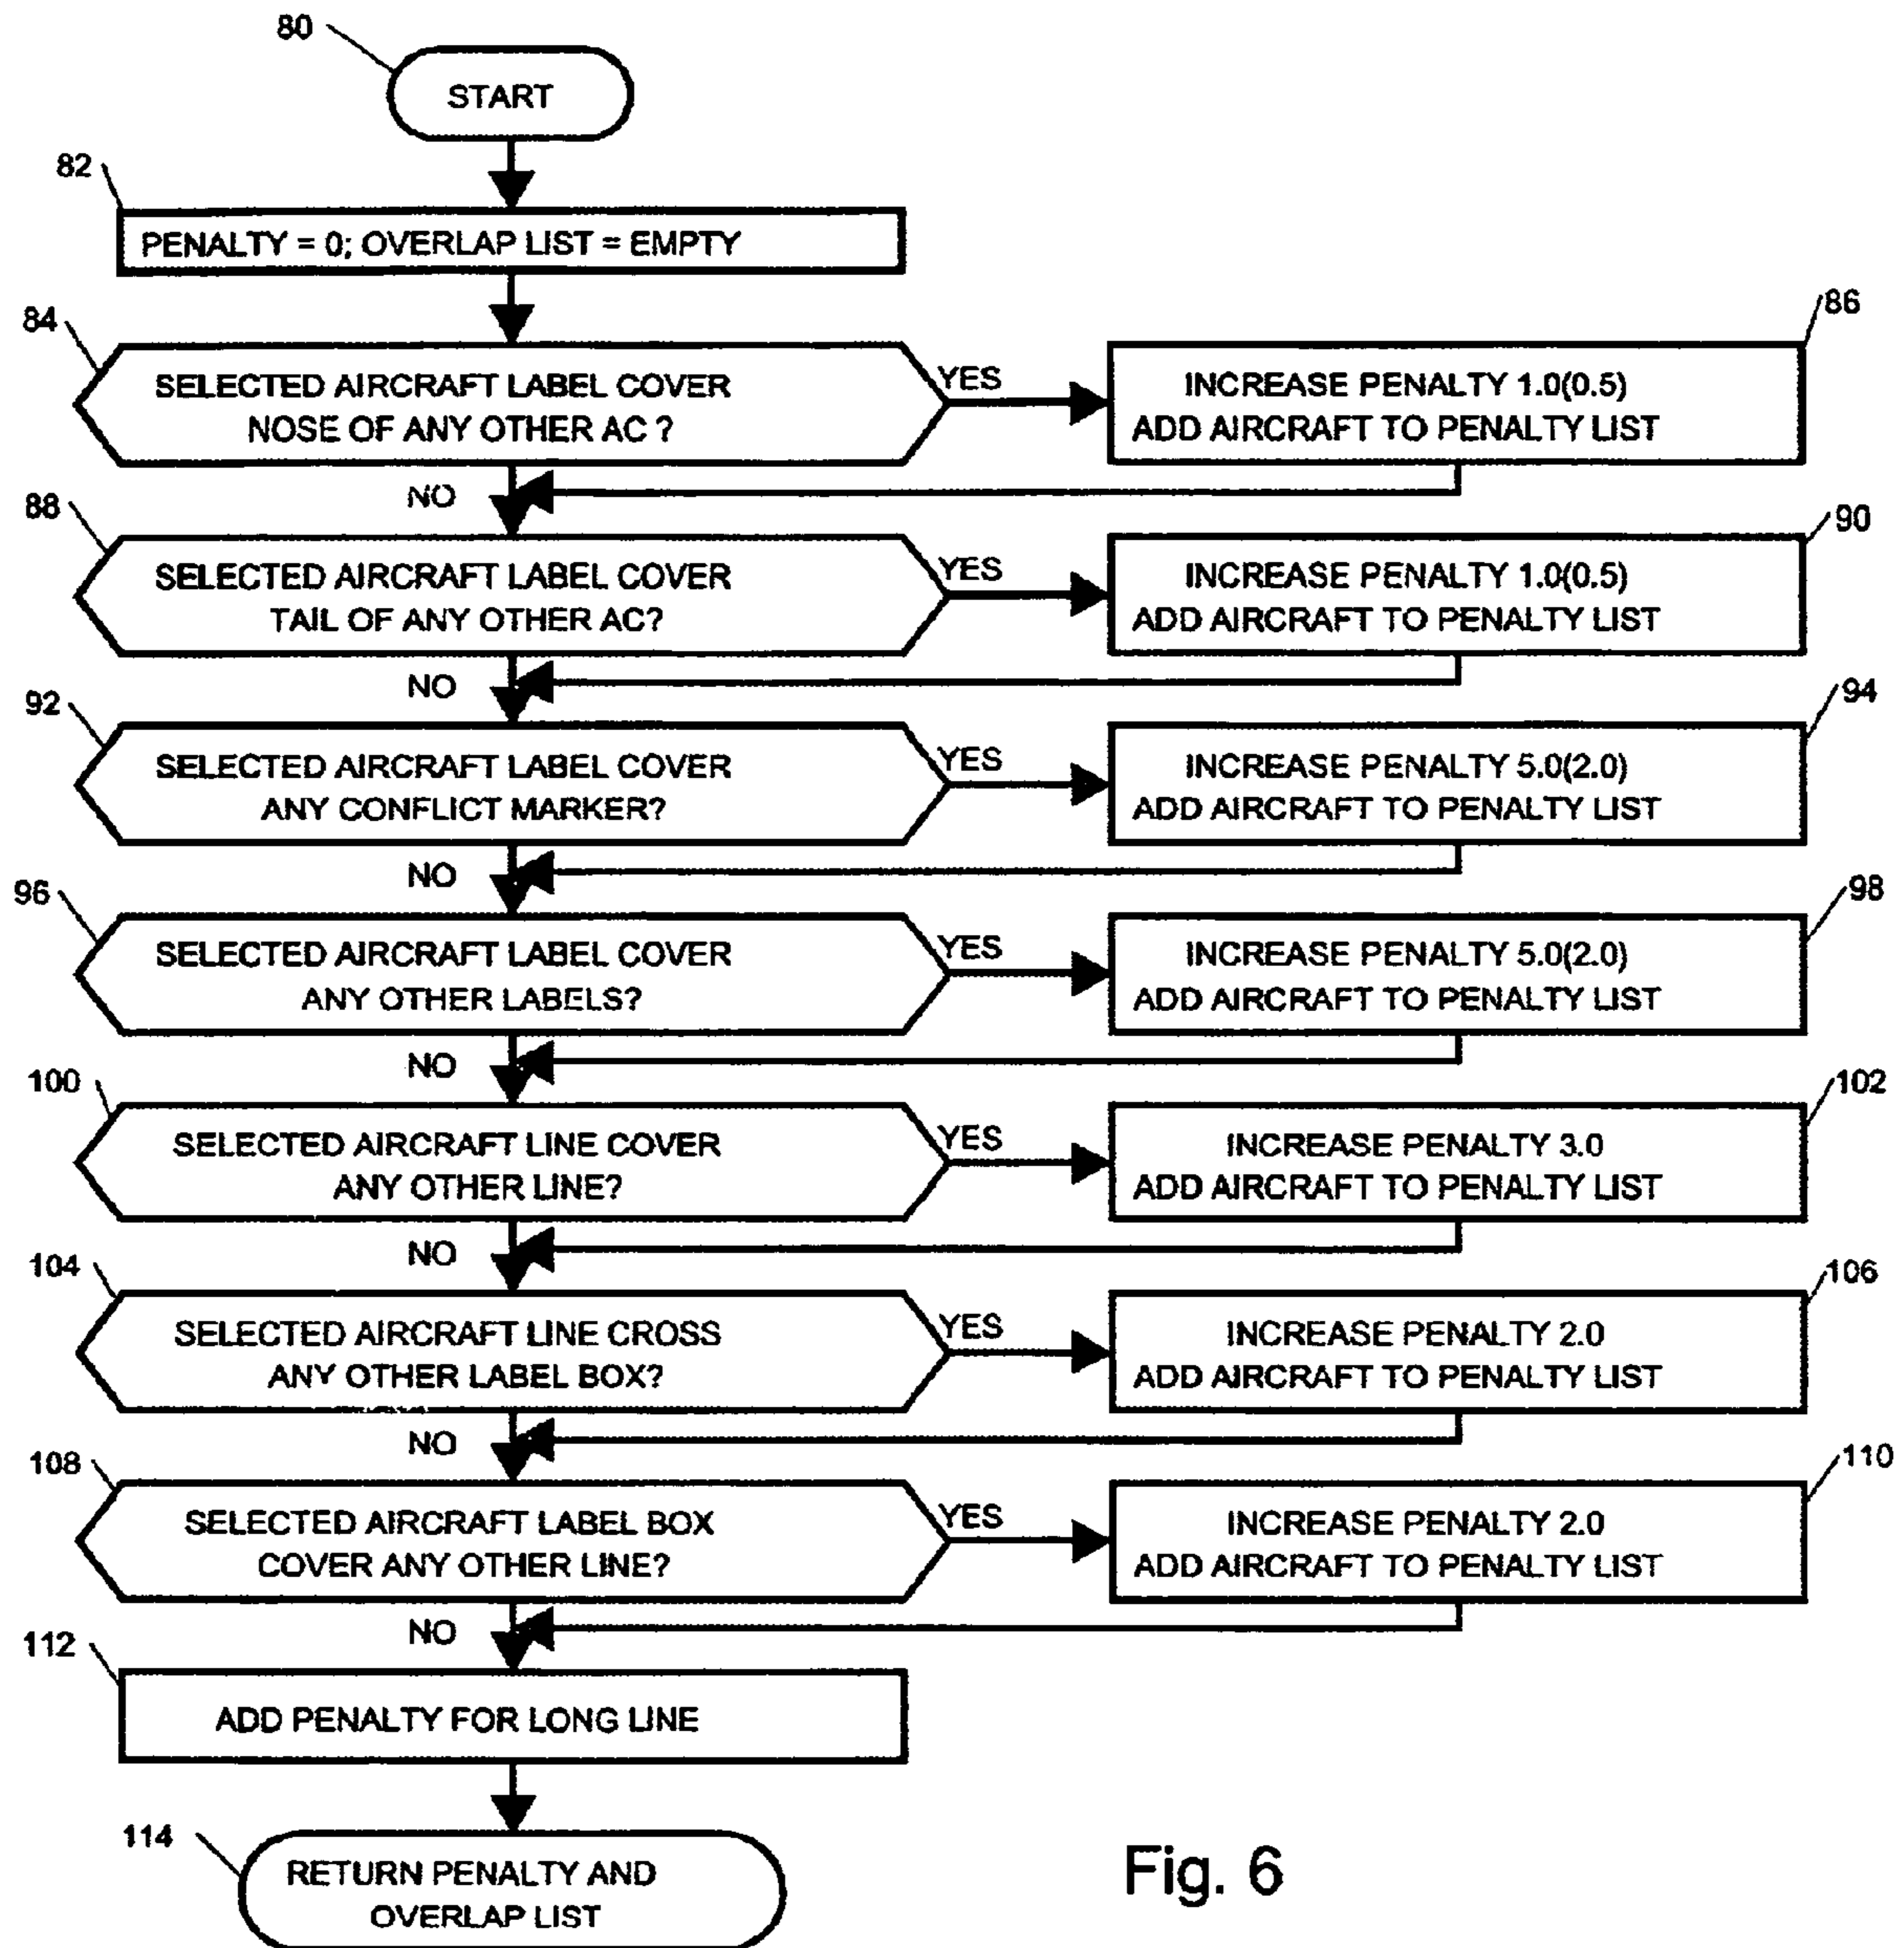 80
START
82
PENALTY = 0; OVERLAP LIST = EMPTY
84
SELECTED AIRCRAFT LABEL COVER
NOSE OF ANY OTHER AC ?
YES
86
INCREASE PENALTY 1.0(0.5)
ADD AIRCRAFT TO PENALTY LIST
NO
88
SELECTED AIRCRAFT LABEL COVER
TAIL OF ANY OTHER AC?
YES
90
INCREASE PENALTY 1.0(0.5)
ADD AIRCRAFT TO PENALTY LIST
NO
92
SELECTED AIRCRAFT LABEL COVER
ANY CONFLICT MARKER?
YES
94
INCREASE PENALTY 5.0(2.0)
ADD AIRCRAFT TO PENALTY LIST
NO
96
SELECTED AIRCRAFT LABEL COVER
ANY OTHER LABELS?
YES
98
INCREASE PENALTY 5.0(2.0)
ADD AIRCRAFT TO PENALTY LIST
NO
100
SELECTED AIRCRAFT LINE COVER
ANY OTHER LINE?
YES
102
INCREASE PENALTY 3.0
ADD AIRCRAFT TO PENALTY LIST
NO
104
SELECTED AIRCRAFT LINE CROSS
ANY OTHER LABEL BOX?
YES
106
INCREASE PENALTY 2.0
ADD AIRCRAFT TO PENALTY LIST
NO
108
SELECTED AIRCRAFT LABEL BOX
COVER ANY OTHER LINE?
YES
110
INCREASE PENALTY 2.0
ADD AIRCRAFT TO PENALTY LIST
NO
112
ADD PENALTY FOR LONG LINE
114
RETURN PENALTY AND
OVERLAP LIST
Fig. 6